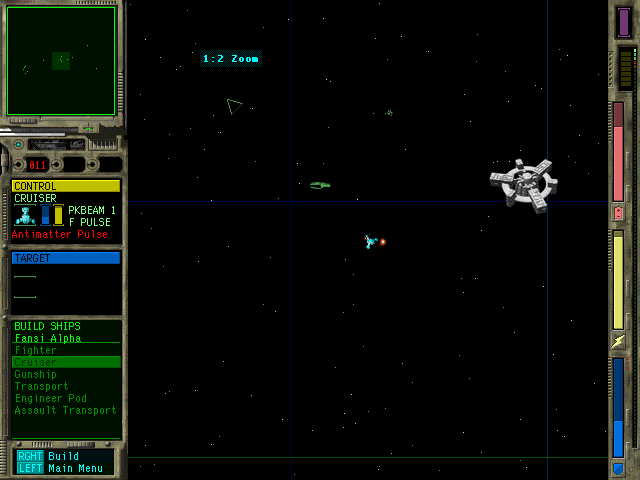 1:2 Zoom
011
CONTROL
CRUISER
PKBEAM 1
F PULSE
Antimatter Pulse
TARGET
BUILD SHIPS
Fansi Alpha
Fighter
Cruiser
Gunship
Transport
Engineer Pod
Assault Transport
RGHT Build
LEFT Main Menu